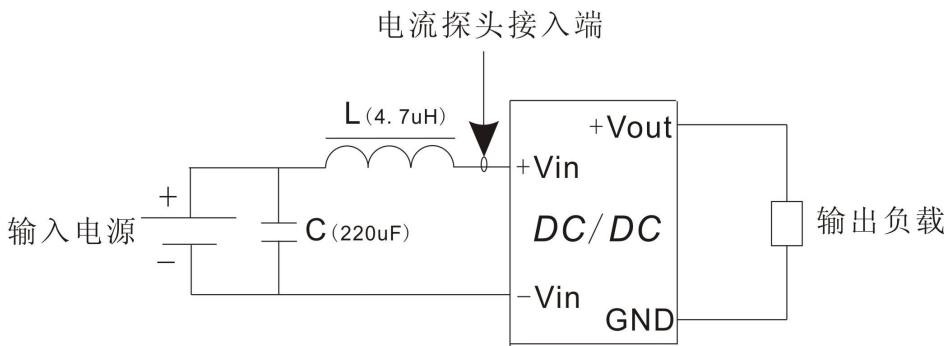 电流探头接入端
L(4.7uH)
+Vout
+Vin
+
输入电源
C(220uF)
DC/DC
输出负载
−
−Vin
GND